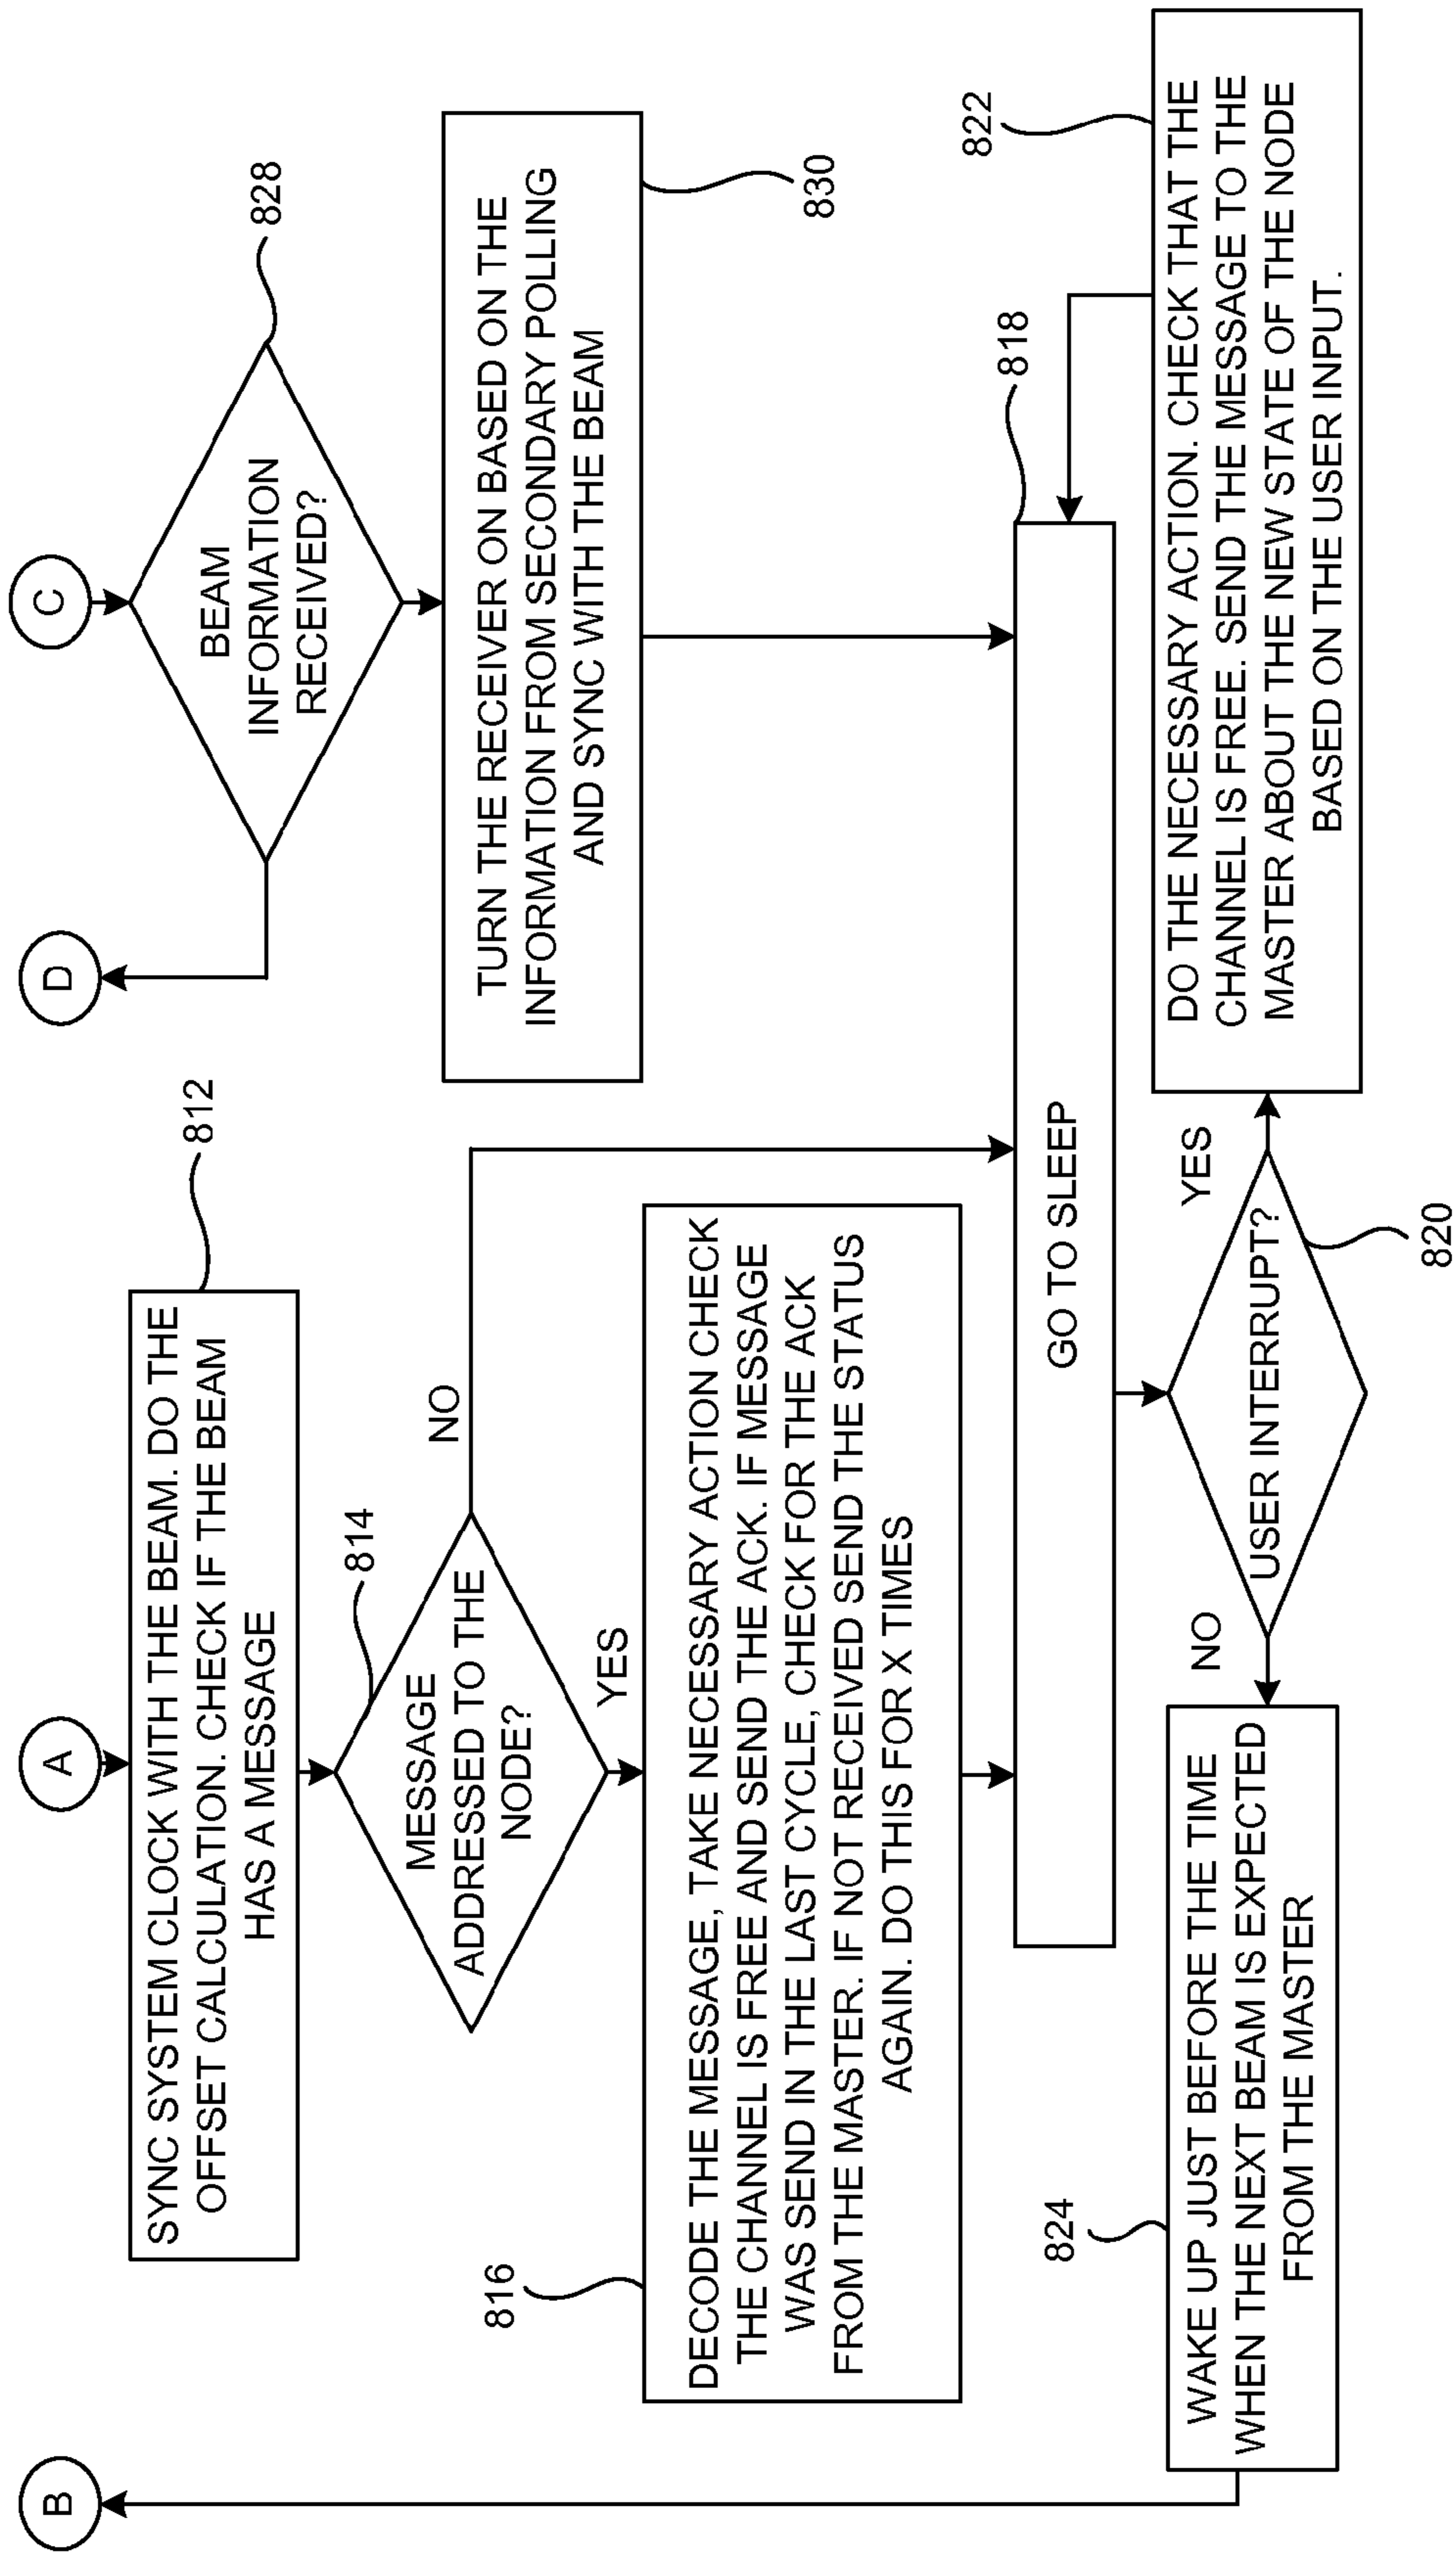 B
A
D
C
SYNC SYSTEM CLOCK WITH THE BEAM. DO THE
OFFSET CALCULATION. CHECK IF THE BEAM
HAS A MESSAGE
812
BEAM
INFORMATION
RECEIVED?
828
MESSAGE
ADDRESSED TO THE
NODE?
814
NO
YES
TURN THE RECEIVER ON BASED ON THE
INFORMATION FROM SECONDARY POLLING
AND SYNC WITH THE BEAM
830
816
DECODE THE MESSAGE, TAKE NECESSARY ACTION CHECK
THE CHANNEL IS FREE AND SEND THE ACK. IF MESSAGE
WAS SEND IN THE LAST CYCLE, CHECK FOR THE ACK
FROM THE MASTER. IF NOT RECEIVED SEND THE STATUS
AGAIN. DO THIS FOR X TIMES
GO TO SLEEP
818
824
WAKE UP JUST BEFORE THE TIME
WHEN THE NEXT BEAM IS EXPECTED
FROM THE MASTER
NO
USER INTERRUPT?
YES
820
822
DO THE NECESSARY ACTION. CHECK THAT THE
CHANNEL IS FREE. SEND THE MESSAGE TO THE
MASTER ABOUT THE NEW STATE OF THE NODE
BASED ON THE USER INPUT.